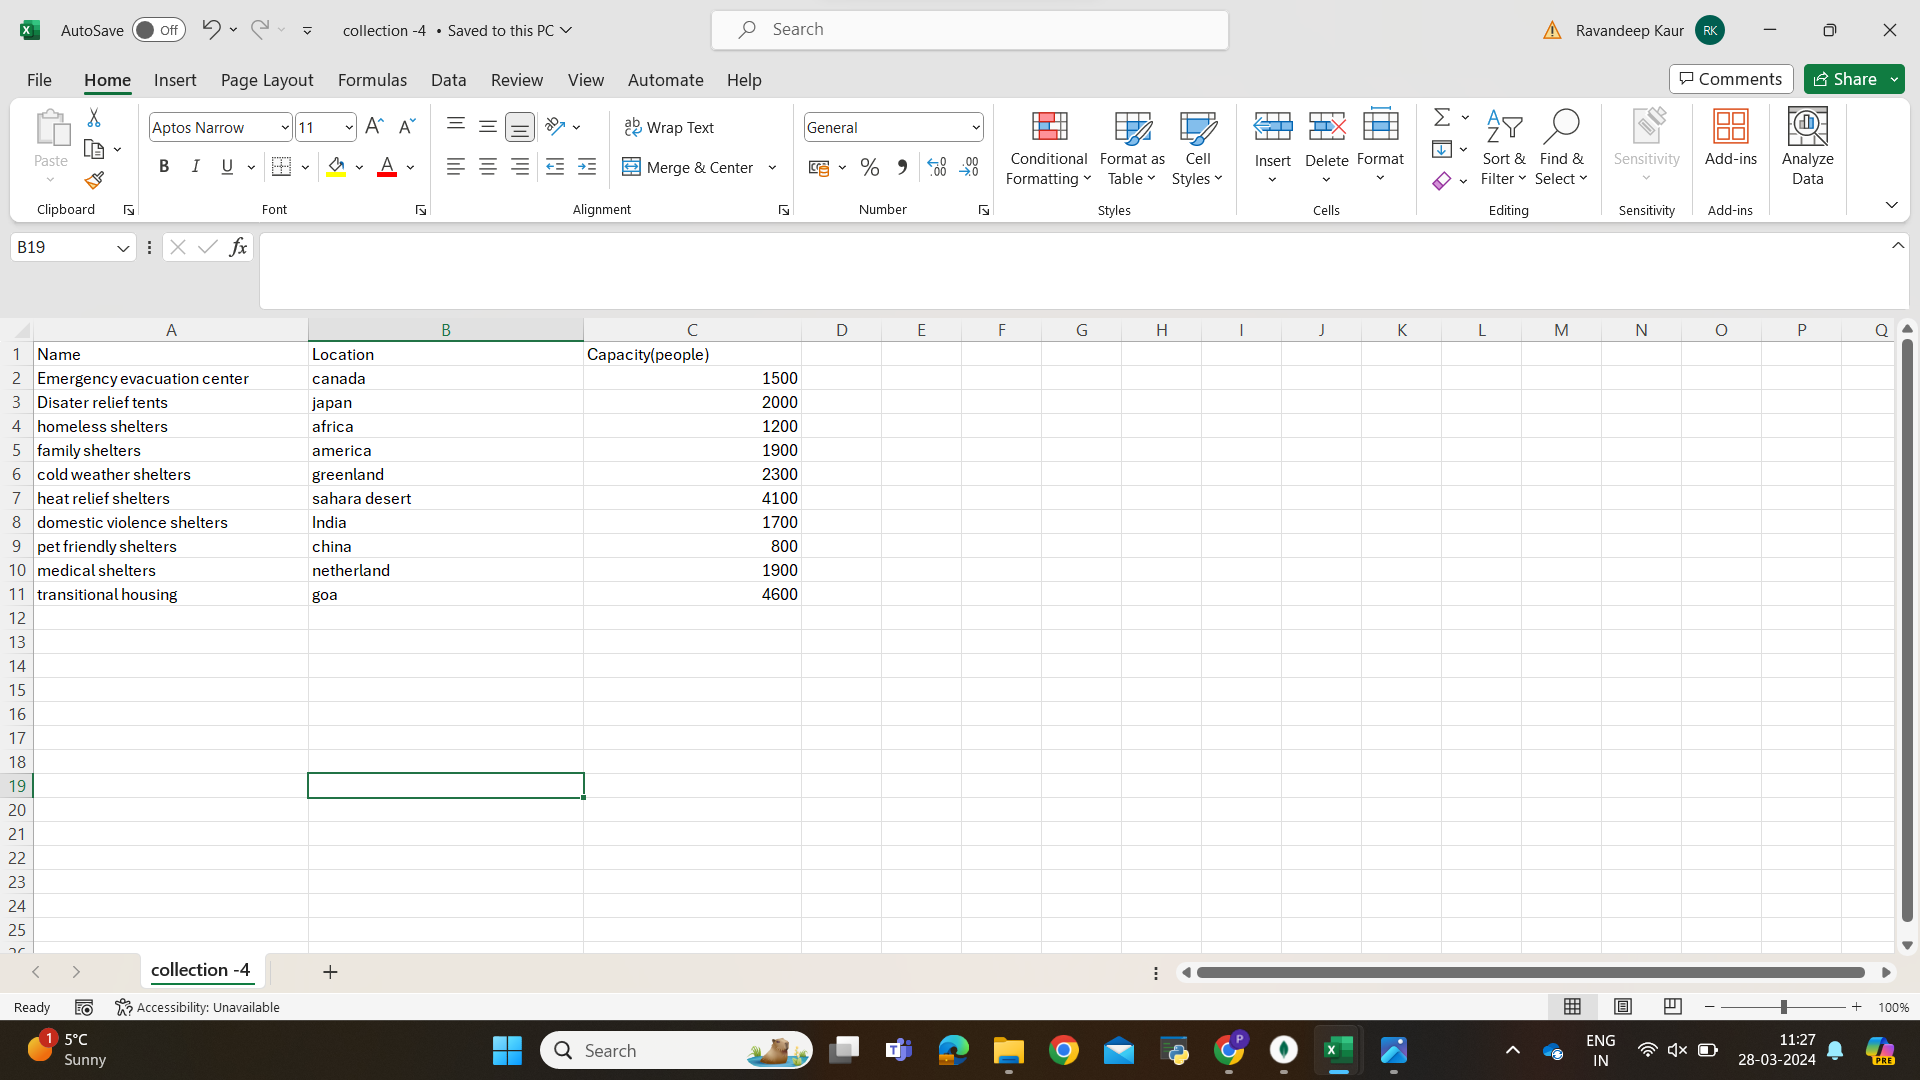 AutoSave Off collection -4 • Saved to this PC Search Ravandeep Kaur RK
File Home Insert Page Layout Formulas Data Review View Automate Help Comments Share
Paste Aptos Narrow 11 Wrap Text General Conditional Formatting Format as Table Cell Styles Insert Delete Format Sort & Filter Find & Select Sensitivity Add-ins Analyze Data
B I U A Merge & Center % .00
Clipboard Font Alignment Number Styles Cells Editing Sensitivity Add-ins
B19 fx
A B C D E F G H I J K L M N O P Q
1 Name Location Capacity(people)
2 Emergency evacuation center canada 1500
3 Disater relief tents japan 2000
4 homeless shelters africa 1200
5 family shelters america 1900
6 cold weather shelters greenland 2300
7 heat relief shelters sahara desert 4100
8 domestic violence shelters India 1700
9 pet friendly shelters china 800
10 medical shelters netherland 1900
11 transitional housing goa 4600
12
13
14
15
16
17
18
19
20
21
22
23
24
25
26
collection -4
Ready Accessibility: Unavailable 100%
1 5°C Search ENG 11:27
Sunny IN 28-03-2024 PRE